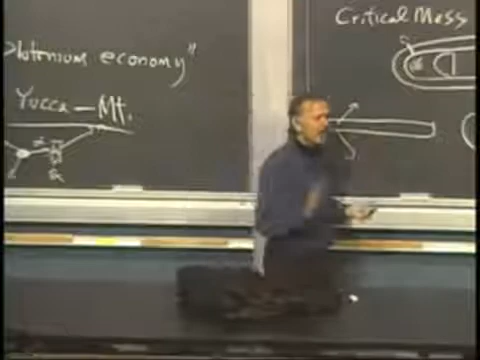 Plutonium economy"
Yucca — Mt.
Critical Mass